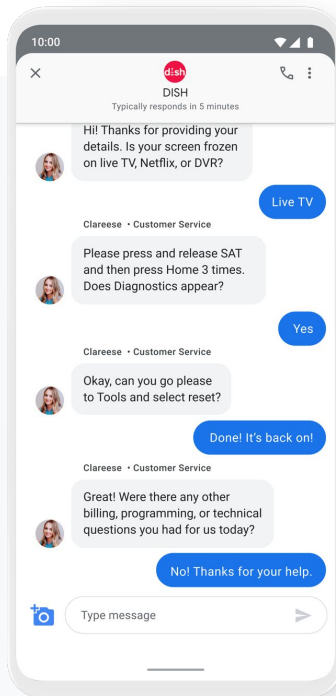 10:00
dish
DISH
Typically responds in 5 minutes
Hi! Thanks for providing your
details. Is your screen frozen
on live TV, Netflix, or DVR?
Live TV
Clareese • Customer Service
Please press and release SAT
and then press Home 3 times.
Does Diagnostics appear?
Yes
Clareese • Customer Service
Okay, can you go please
to Tools and select reset?
Done! It's back on!
Clareese • Customer Service
Great! Were there any other
billing, programming, or technical
questions you had for us today?
No! Thanks for your help.
Type message